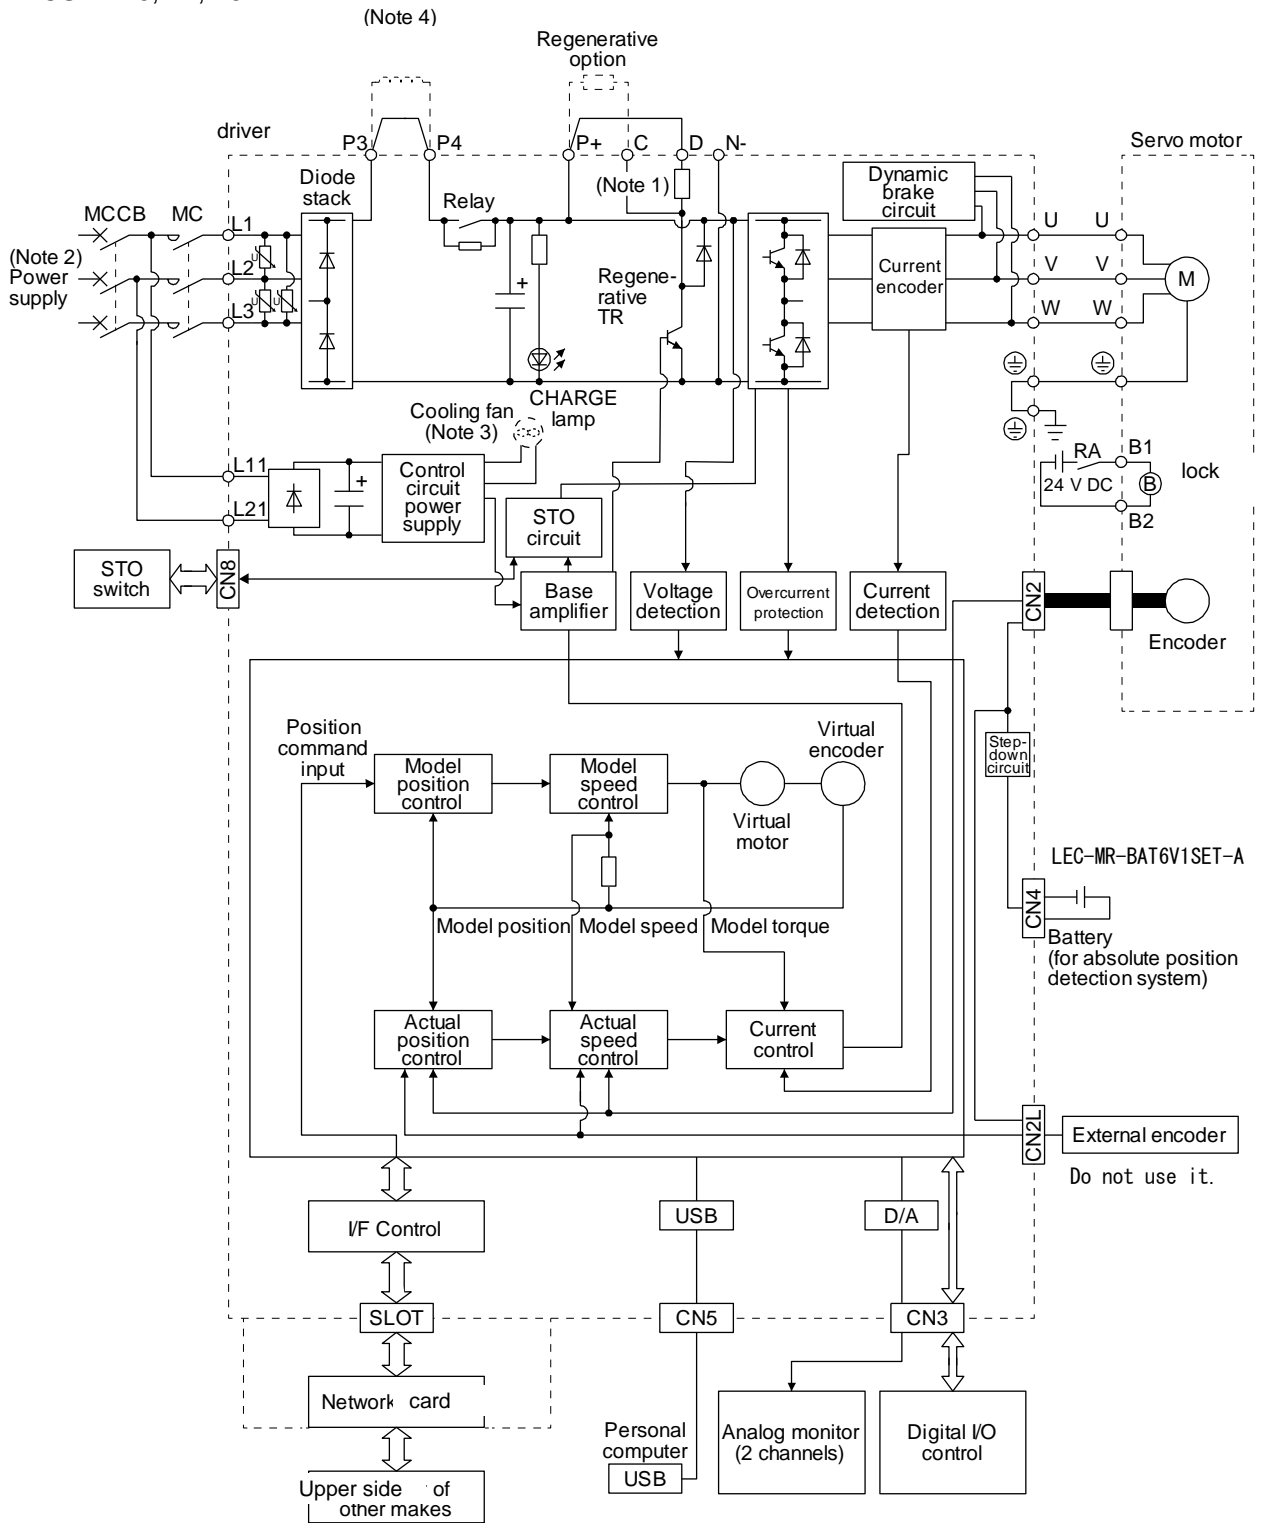 (Note 4)
Regenerative
option
driver
P3
P4
P+
C
D
N-
Servo motor
Diode
stack
(Note 1)
Dynamic
brake
circuit
MCCB
MC
L1
Relay
U
U
(Note 2)
Power
supply
L2
U
Regene-
rative
TR
Current
encoder
V
V
M
L3
U
U
W
W
+
CHARGE
lamp
Cooling fan
(Note 3)
L11
+
Control
circuit
power
supply
RA
B1
lock
24 V DC
B
L21
STO
circuit
B2
STO
switch
CN8
Base
amplifier
Voltage
detection
Overcurrent
protection
Current
detection
CN2
Encoder
Position
command
input
Virtual
encoder
Step-
down
circuit
Model
position
control
Model
speed
control
Virtual
motor
LEC-MR-BAT6V1SET-A
CN4
Model position
Model speed
Model torque
Battery
(for absolute position
detection system)
Actual
position
control
Actual
speed
control
Current
control
CN2L
External encoder
Do not use it.
I/F Control
USB
D/A
SLOT
CN5
CN3
Network card
Personal
computer
USB
Analog monitor
(2 channels)
Digital I/O
control
Upper side of
other makes